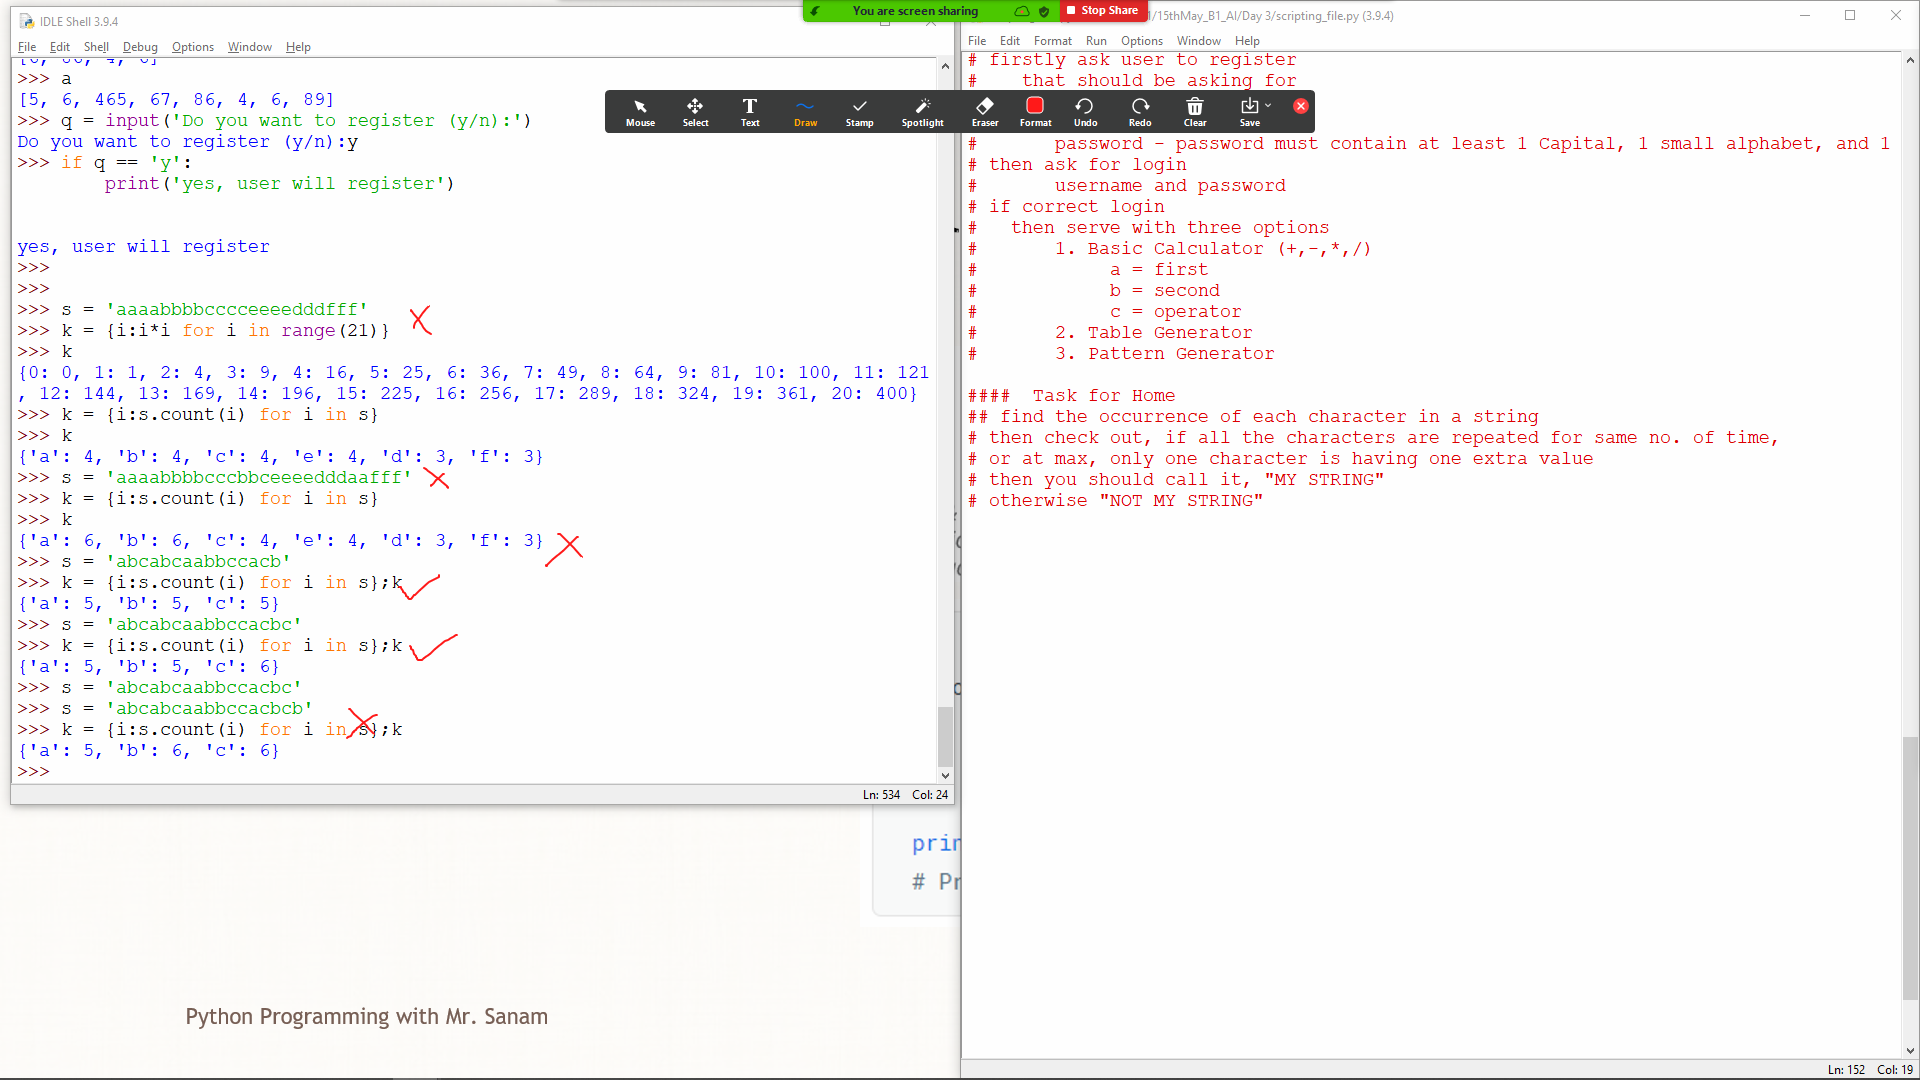 You are screen sharing
Stop Share
IDLE Shell 3.9.4
File Edit Shell Debug Options Window Help
>>> a
[5, 6, 465, 67, 86, 4, 6, 89]
>>> q = input('Do you want to register (y/n):')
Do you want to register (y/n):y
>>> if q == 'y':
print('yes, user will register')
yes, user will register
>>>
>>>
>>> s = 'aaaabbbbcccceeeedddfff'
>>> k = {i:i*i for i in range(21)}
>>> k
{0: 0, 1: 1, 2: 4, 3: 9, 4: 16, 5: 25, 6: 36, 7: 49, 8: 64, 9: 81, 10: 100, 11: 121
, 12: 144, 13: 169, 14: 196, 15: 225, 16: 256, 17: 289, 18: 324, 19: 361, 20: 400}
>>> k = {i:s.count(i) for i in s}
>>> k
{'a': 4, 'b': 4, 'c': 4, 'e': 4, 'd': 3, 'f': 3}
>>> s = 'aaaabbbbcccbbceeeedddaafff'
>>> k = {i:s.count(i) for i in s}
>>> k
{'a': 6, 'b': 6, 'c': 4, 'e': 4, 'd': 3, 'f': 3}
>>> s = 'abcabcaabbccacb'
>>> k = {i:s.count(i) for i in s};k
{'a': 5, 'b': 5, 'c': 5}
>>> s = 'abcabcaabbccacbc'
>>> k = {i:s.count(i) for i in s};k
{'a': 5, 'b': 5, 'c': 6}
>>> s = 'abcabcaabbccacbc'
>>> s = 'abcabcaabbccacbcb'
>>> k = {i:s.count(i) for i in s};k
{'a': 5, 'b': 6, 'c': 6}
>>>
Ln: 534 Col: 24
Mouse Select Text Draw Stamp Spotlight Eraser Format Undo Redo Clear Save
1/15thMay_B1_AI/Day 3/scripting_file.py (3.9.4)
File Edit Format Run Options Window Help
# firstly ask user to register
# that should be asking for
# password - password must contain at least 1 Capital, 1 small alphabet, and 1
# then ask for login
# username and password
# if correct login
# then serve with three options
# 1. Basic Calculator (+,-,*,/)
# a = first
# b = second
# c = operator
# 2. Table Generator
# 3. Pattern Generator
#### Task for Home
## find the occurrence of each character in a string
# then check out, if all the characters are repeated for same no. of time,
# or at max, only one character is having one extra value
# then you should call it, "MY STRING"
# otherwise "NOT MY STRING"
Ln: 152 Col: 19
prin
# Pr
Python Programming with Mr. Sanam